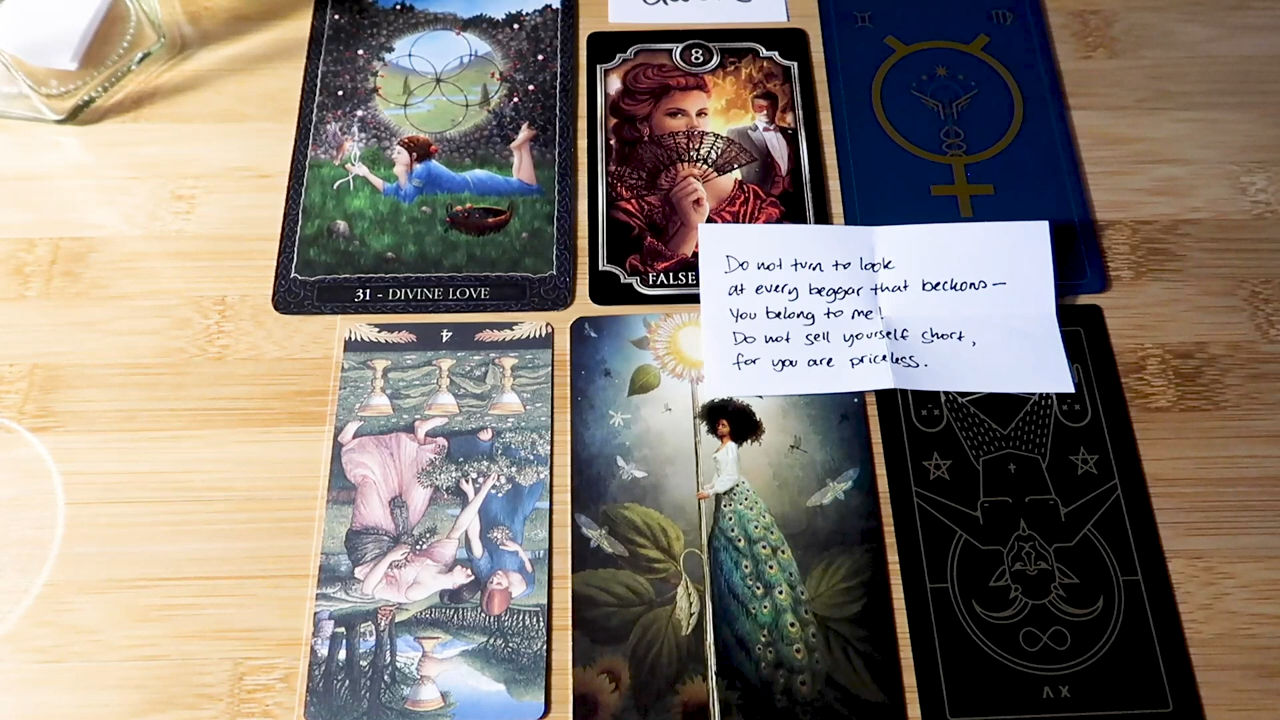 8
31 - DIVINE LOVE
FALSE
Do not turn to look
at every beggar that beckons—
You belong to me!
Do not sell yourself short,
for you are priceless.
4
XV